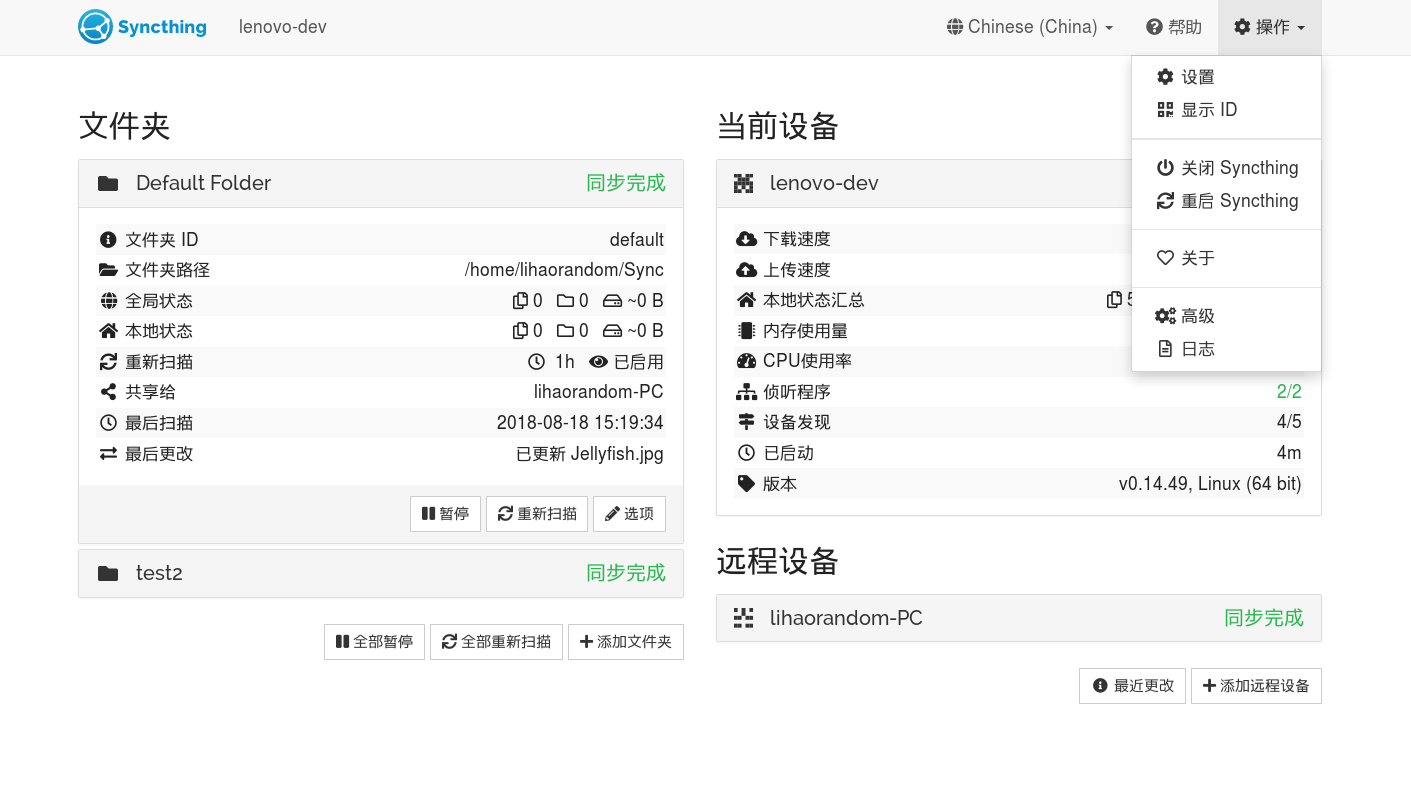 Syncthing lenovo-dev Chinese (China) 帮助 操作
设置
显示 ID
关闭 Syncthing
重启 Syncthing
关于
高级
日志
文件夹
Default Folder 同步完成
文件夹 ID default
文件夹路径 /home/lihaorandom/Sync
全局状态 0 0 ~0 B
本地状态 0 0 ~0 B
重新扫描 1h 已启用
共享给 lihaorandom-PC
最后扫描 2018-08-18 15:19:34
最后更改 已更新 Jellyfish.jpg
暂停 重新扫描 选项
test2 同步完成
全部暂停 全部重新扫描 添加文件夹
当前设备
lenovo-dev
下载速度
上传速度
本地状态汇总
内存使用量
CPU使用率
侦听程序 2/2
设备发现 4/5
已启动 4m
版本 v0.14.49, Linux (64 bit)
远程设备
lihaorandom-PC 同步完成
最近更改 添加远程设备